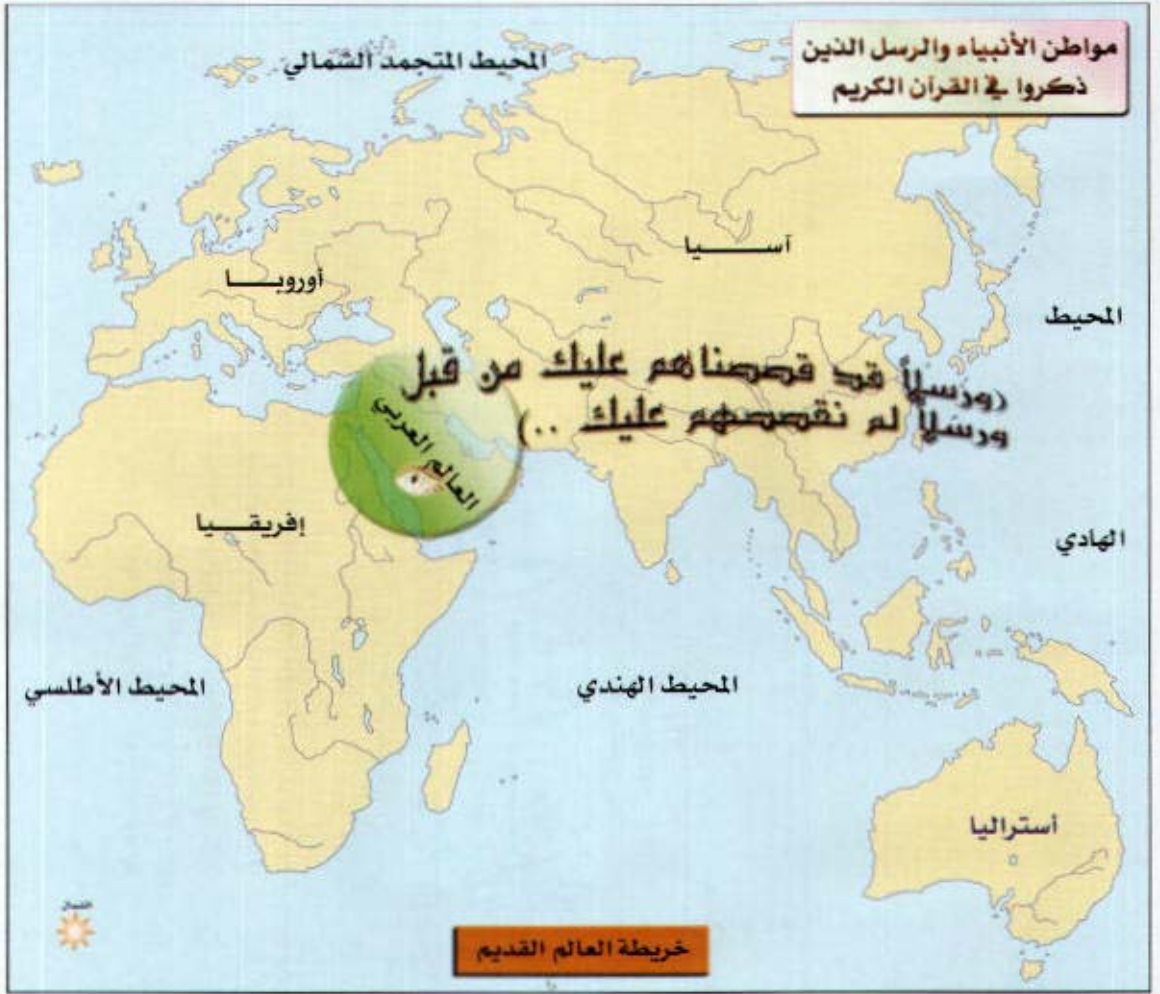 مواطن الأنبياء والرسل الذين
ذكروا في القرآن الكريم
المحيط المتجمد الشمالي
آسيا
أوروبا
المحيط
(ورسلاً قد قصصناهم عليك من قبل
ورسلاً لم نقصصهم عليك ..)
العالم العربي
إفريقيا
الهادي
المحيط الأطلسي
المحيط الهندي
أستراليا
الشمال
خريطة العالم القديم